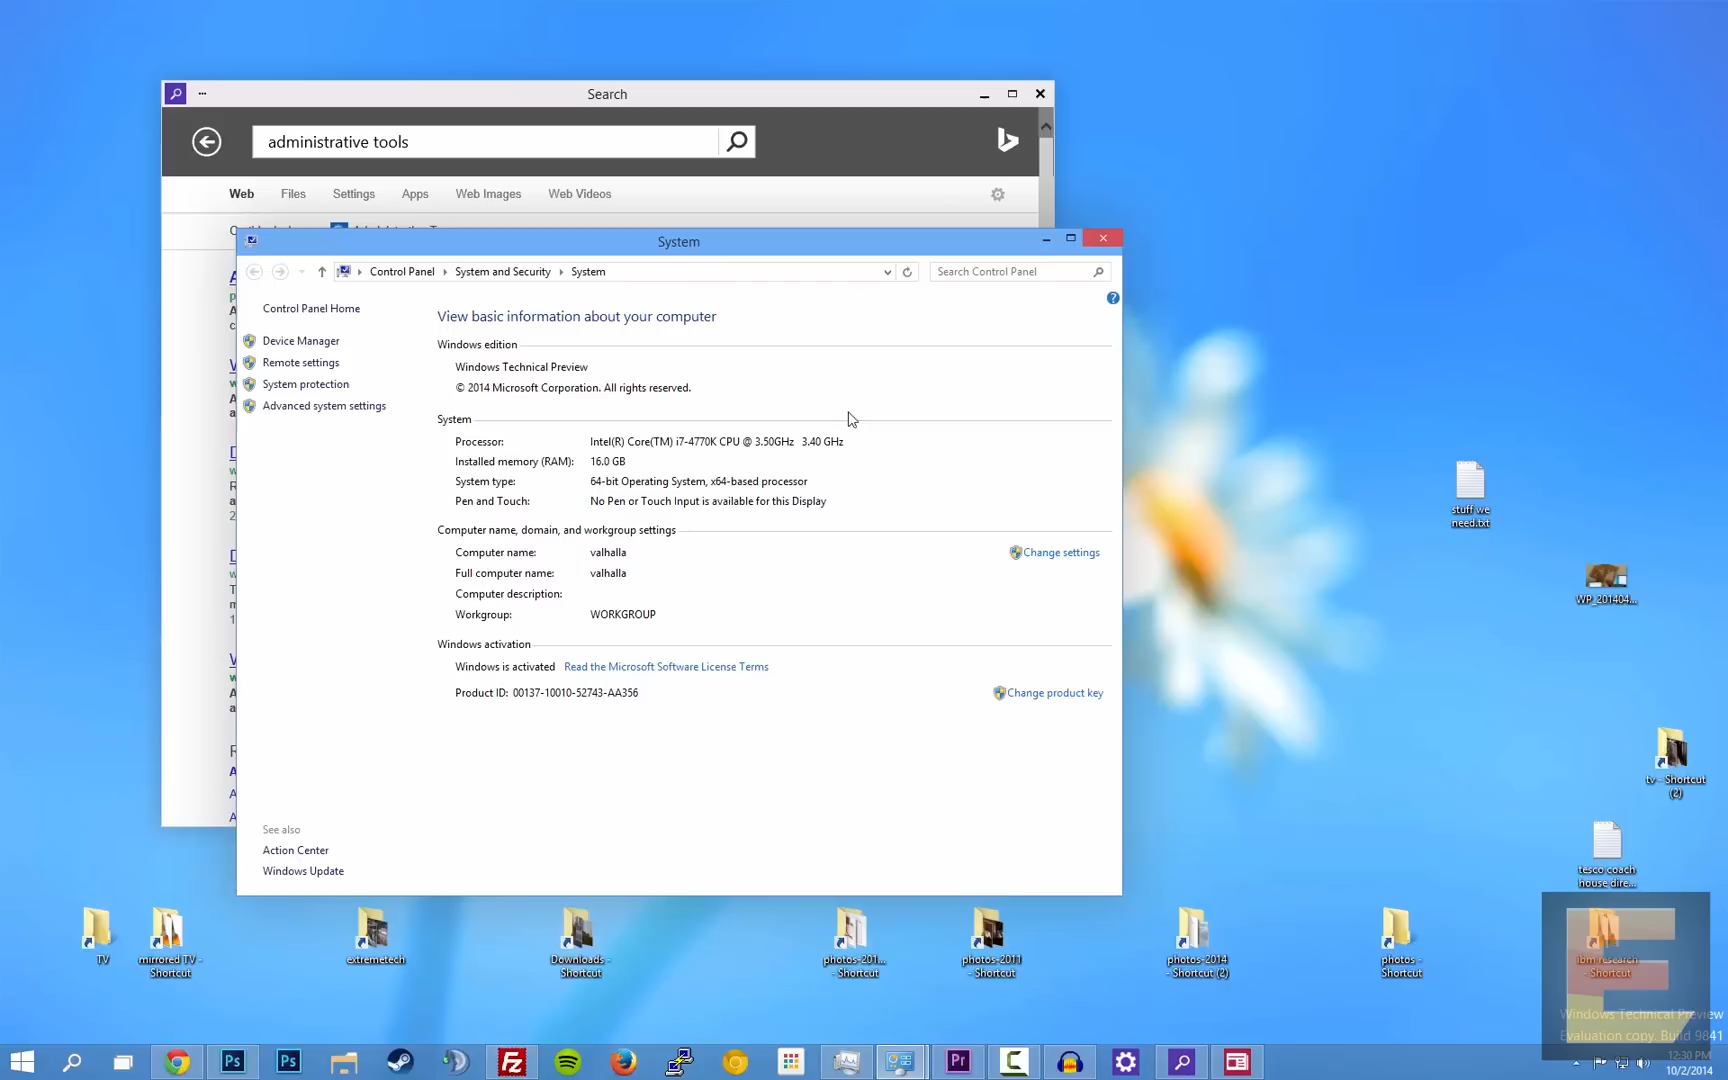 Search
administrative tools
Web Files Settings Apps Web Images Web Videos
System
Control Panel System and Security System
Search Control Panel
Control Panel Home
Device Manager
Remote settings
System protection
Advanced system settings
View basic information about your computer
Windows edition
Windows Technical Preview
© 2014 Microsoft Corporation. All rights reserved.
System
Processor: Intel(R) Core(TM) i7-4770K CPU @ 3.50GHz 3.40 GHz
Installed memory (RAM): 16.0 GB
System type: 64-bit Operating System, x64-based processor
Pen and Touch: No Pen or Touch Input is available for this Display
Computer name, domain, and workgroup settings
Computer name: valhalla
Change settings
Full computer name: valhalla
Computer description:
Workgroup: WORKGROUP
Windows activation
Windows is activated Read the Microsoft Software License Terms
Product ID: 00137-10010-52743-AA356
Change product key
See also
Action Center
Windows Update
stuff we
need.txt
WP_201404...
tv - Shortcut
(2)
tesco coach
house dire...
TV
mirrored TV -
Shortcut
extremetech
Downloads -
Shortcut
photos-201...
- Shortcut
photos-2011
- Shortcut
photos-2014
- Shortcut (2)
photos -
Shortcut
ibm research
- Shortcut
Windows Technical Preview
Evaluation copy. Build 9841
Ps
Ps
Fz
Pr
C
12:30 PM
10/2/2014